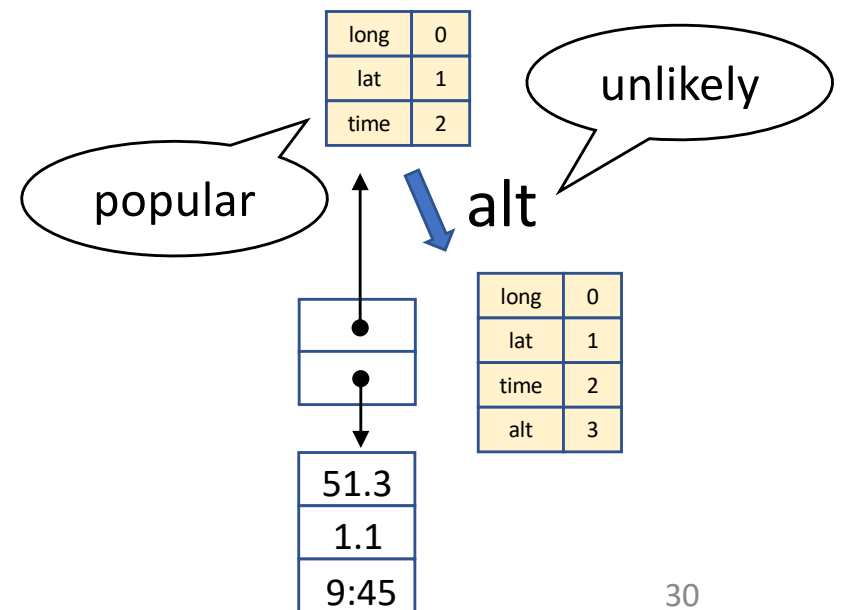 long 0
lat 1
time 2
unlikely
popular
alt
long 0
lat 1
time 2
alt 3
51.3
1.1
9:45
30